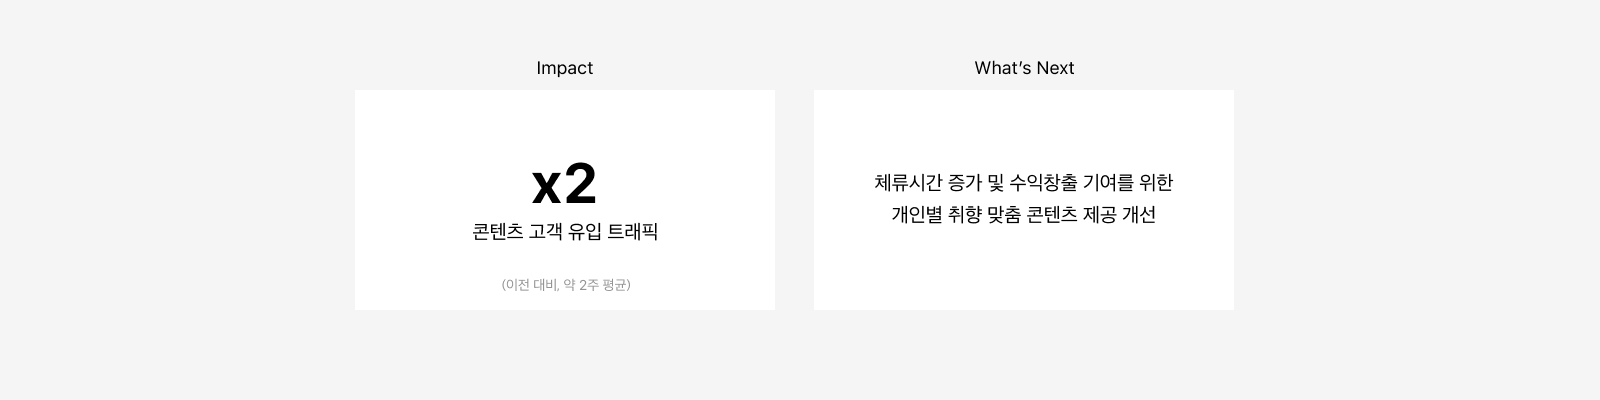 Impact
x2
콘텐츠 고객 유입 트래픽
(이전 대비, 약 2주 평균)
What’s Next
체류시간 증가 및 수익창출 기여를 위한
개인별 취향 맞춤 콘텐츠 제공 개선